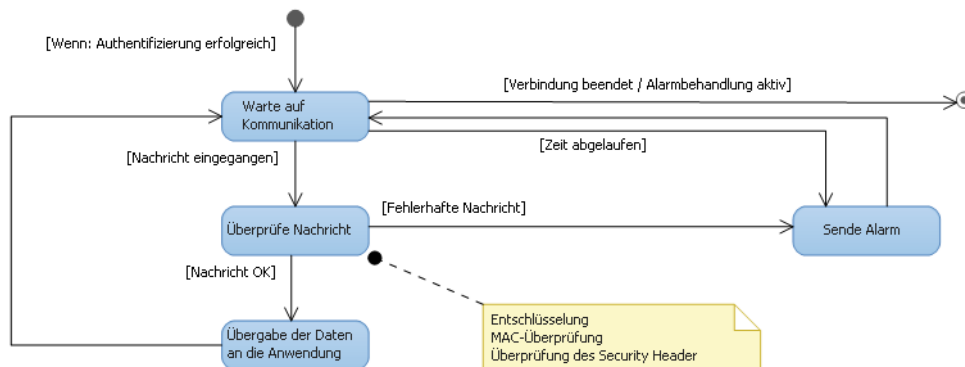 [Wenn: Authentifizierung erfolgreich]
[Verbindung beendet / Alarmbehandlung aktiv]
Warte auf
Kommunikation
[Zeit abgelaufen]
[Nachricht eingegangen]
[Fehlerhafte Nachricht]
Überprüfe Nachricht
Sende Alarm
[Nachricht OK]
Entschlüsselung
MAC-Überprüfung
Überprüfung des Security Header
Übergabe der Daten
an die Anwendung